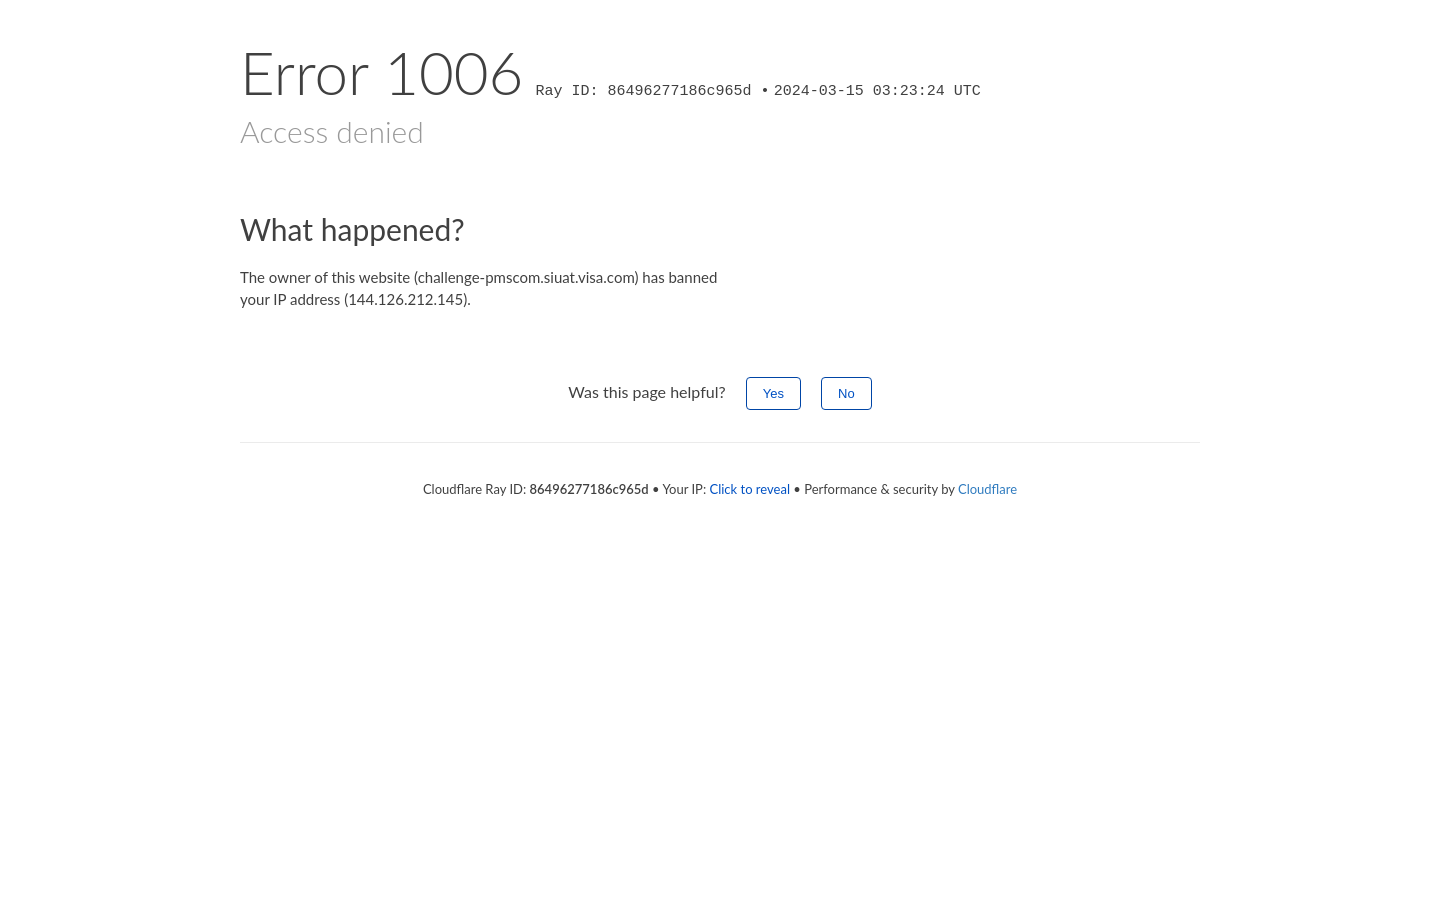 Error 1006 Ray ID: 86496277186c965d • 2024-03-15 03:23:24 UTC
Access denied
What happened?
The owner of this website (challenge-pmscom.siuat.visa.com) has banned
your IP address (144.126.212.145).
Was this page helpful? Yes No
Cloudflare Ray ID: 86496277186c965d • Your IP: Click to reveal • Performance & security by Cloudflare